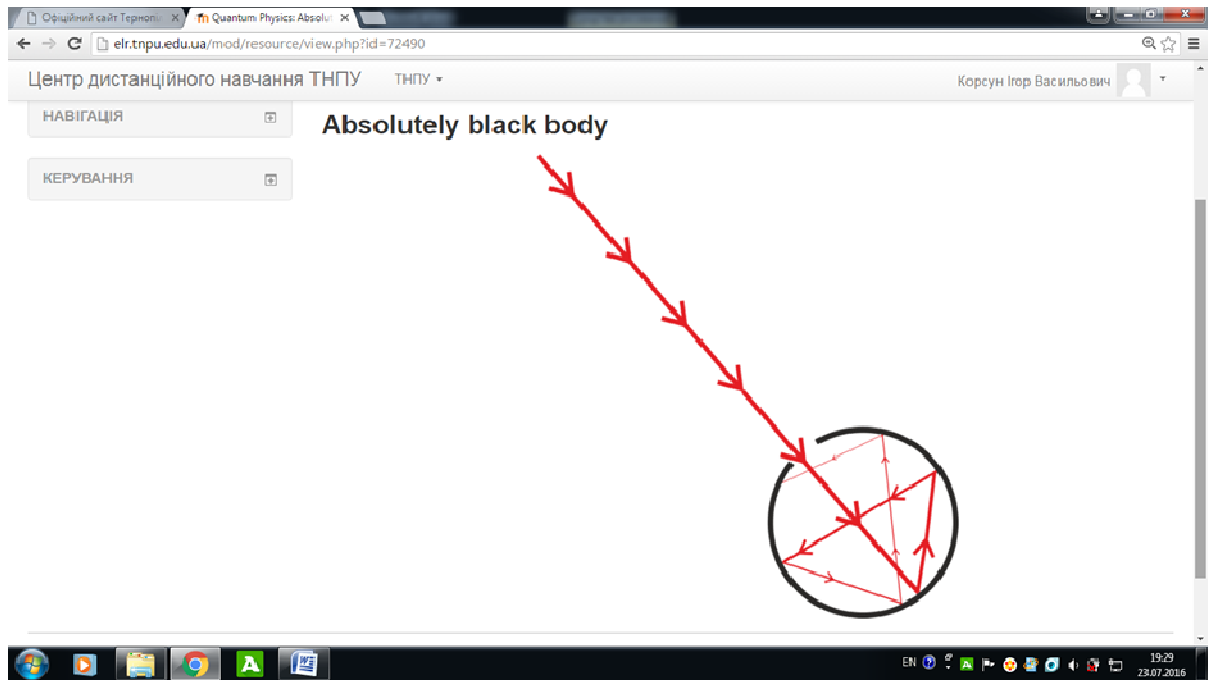 Офіційний сайт Терноп
Quantum Physics: Absolut
elr.tnpu.edu.ua/mod/resource/view.php?id=72490
Центр дистанційного навчання ТНПУ
ТНПУ
Корсун Ігор Васильович
НАВІГАЦІЯ
КЕРУВАННЯ
Absolutely black body
EN
19:29
23.07.2016